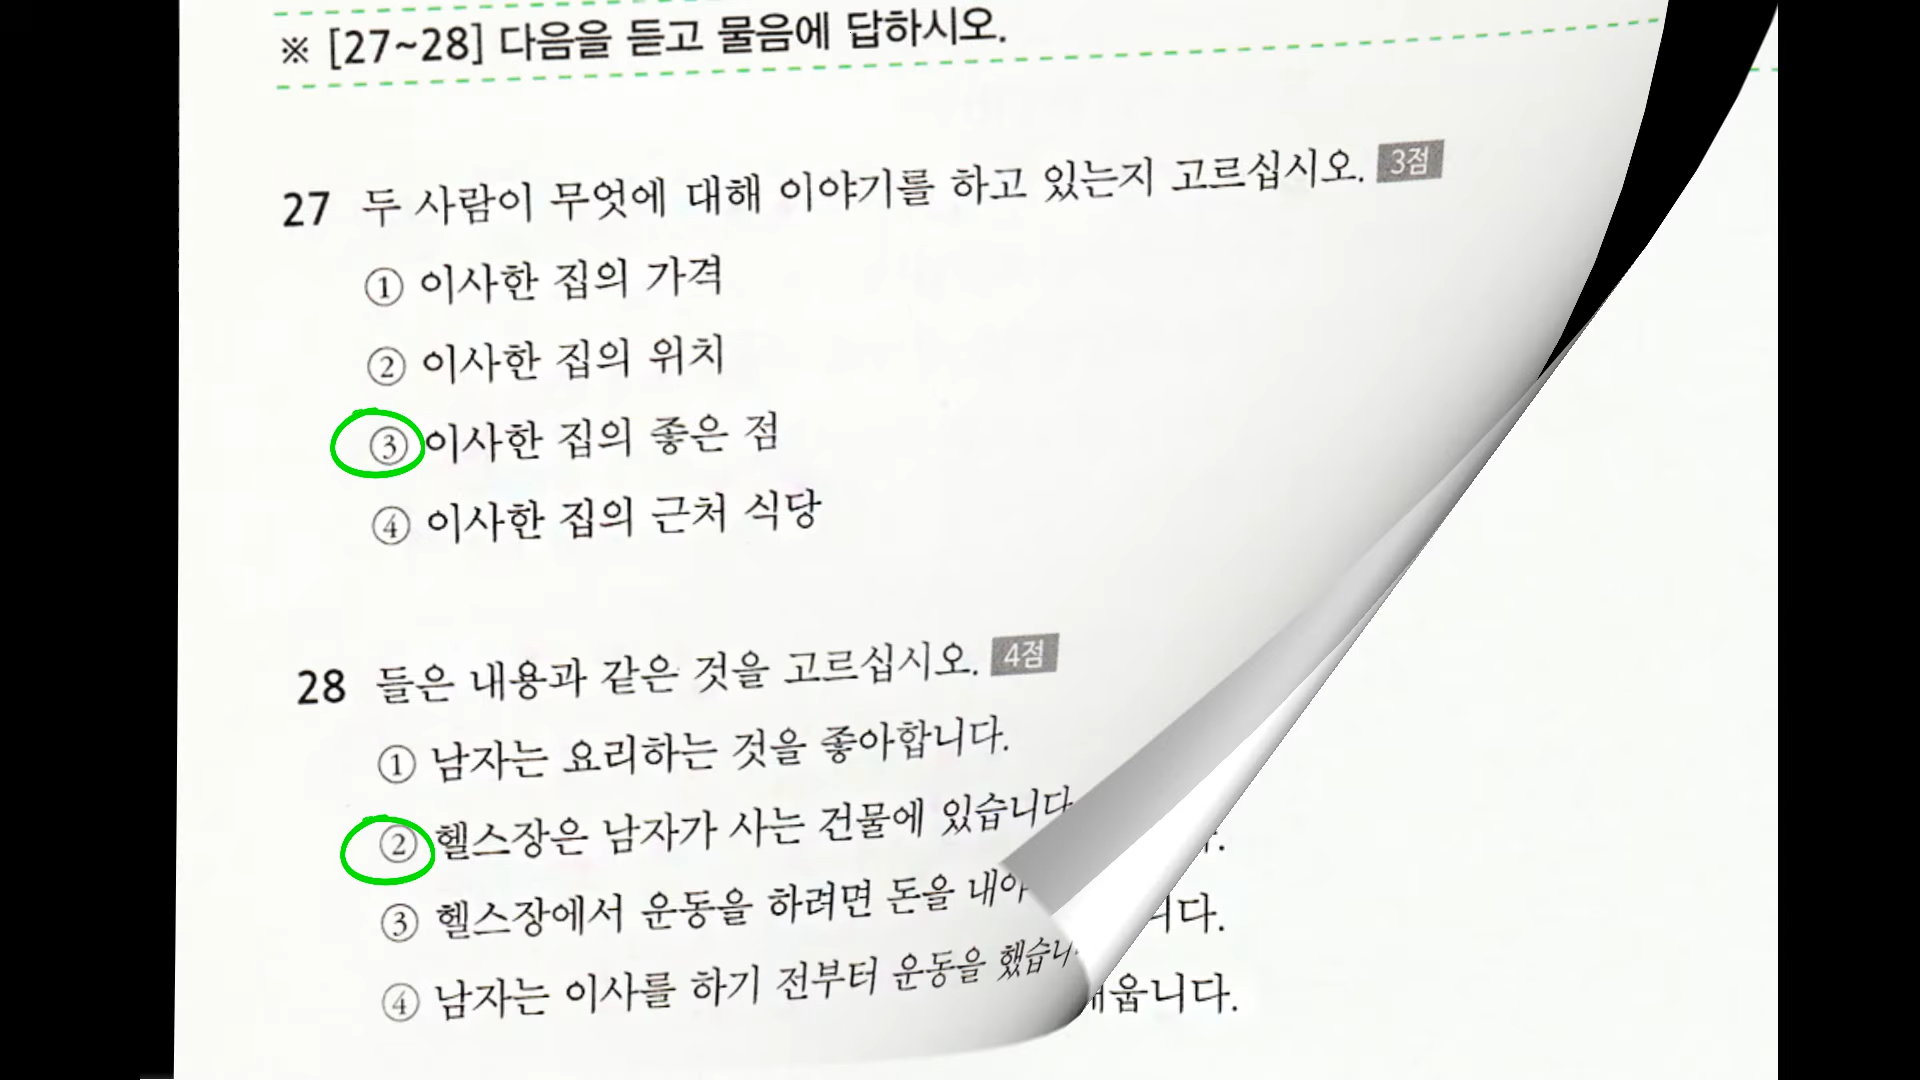 ※ [27~28] 다음을 듣고 물음에 답하시오.
27 두 사람이 무엇에 대해 이야기를 하고 있는지 고르십시오. 3점
① 이사한 집의 가격
② 이사한 집의 위치
③ 이사한 집의 좋은 점
④ 이사한 집의 근처 식당
28 들은 내용과 같은 것을 고르십시오. 4점
① 남자는 요리하는 것을 좋아합니다.
② 헬스장은 남자가 사는 건물에 있습니다
③ 헬스장에서 운동을 하려면 돈을 내야
니다.
④ 남자는 이사를 하기 전부터 운동을 했습니
웁니다.